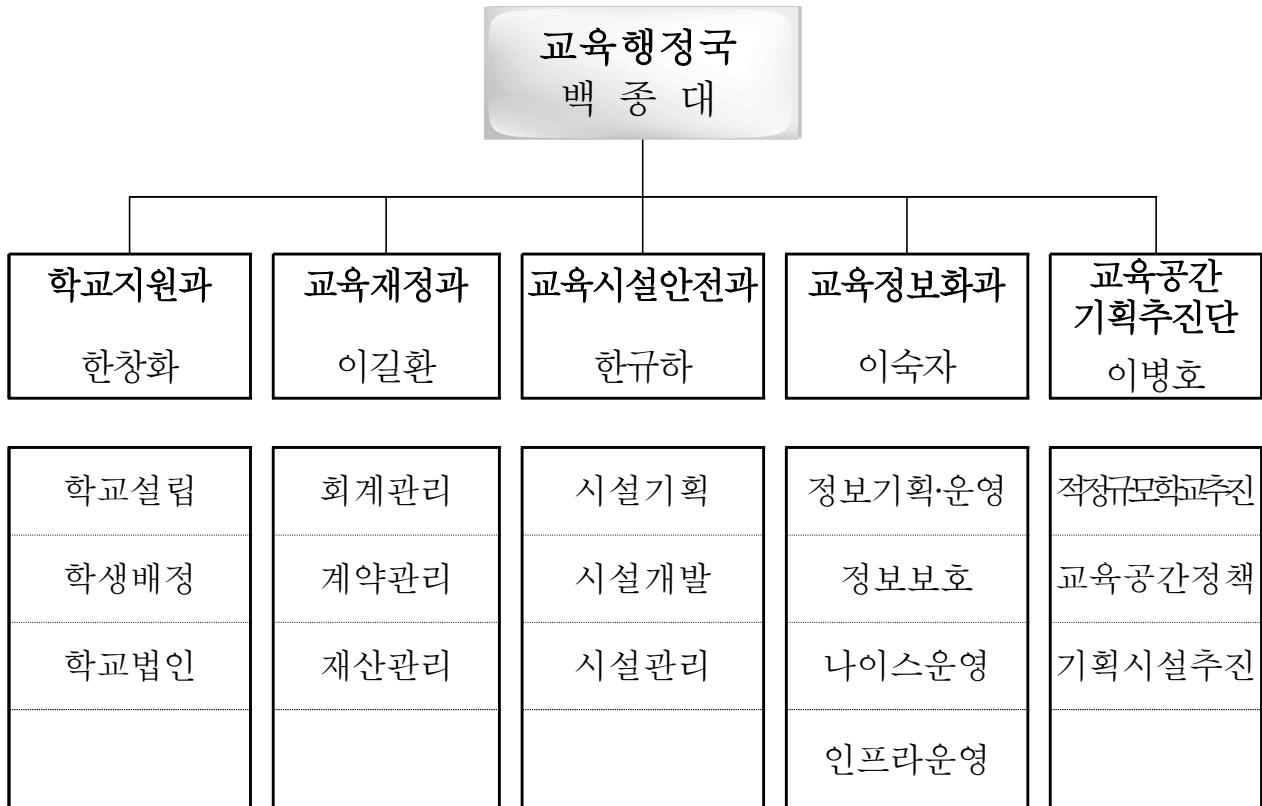 교육행정국
백 종 대
학교지원과
한창화
교육재정과
이길환
교육시설안전과
한규하
교육정보화과
이숙자
교육공간
기획추진단
이병호
학교설립
학생배정
학교법인
회계관리
계약관리
재산관리
시설기획
시설개발
시설관리
정보기획·운영
정보보호
나이스운영
인프라운영
적정규모학교추진
교육공간정책
기획시설추진